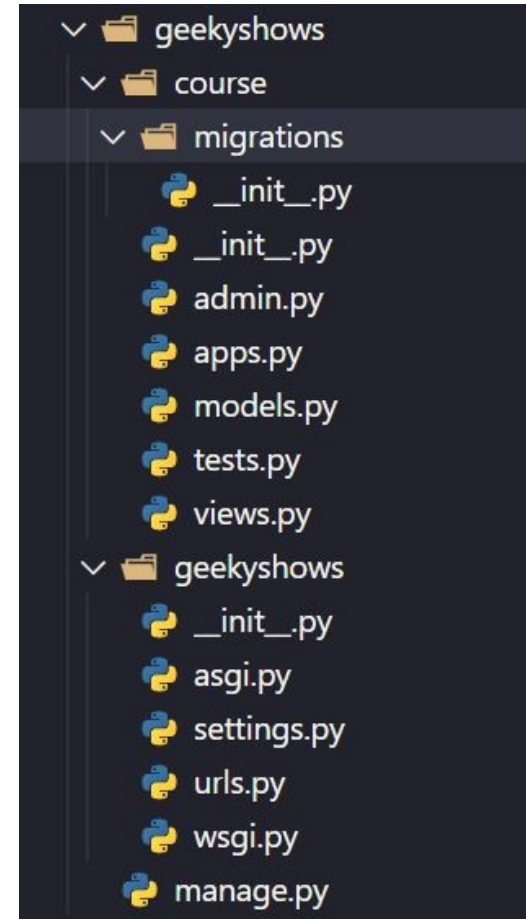 geekyshows
course
migrations
__init__.py
__init__.py
admin.py
apps.py
models.py
tests.py
views.py
geekyshows
__init__.py
asgi.py
settings.py
urls.py
wsgi.py
manage.py